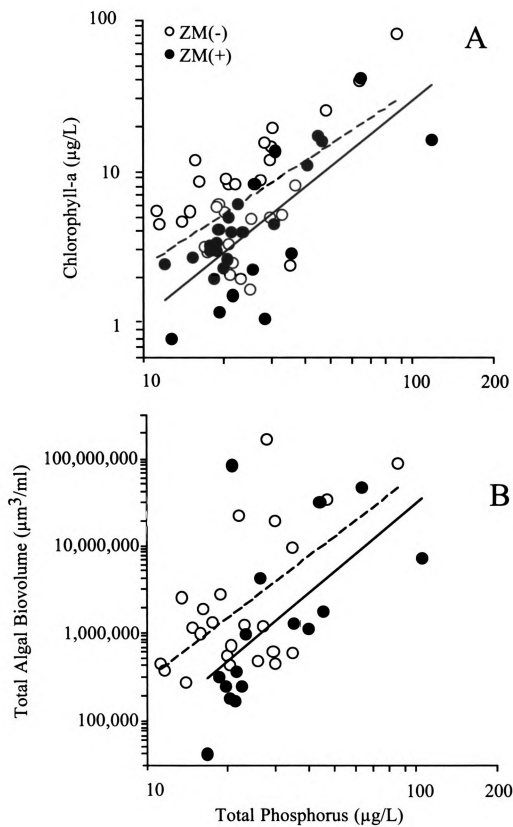 100
ZM(-)
ZM(+)
A
10
1
Chlorophyll-a (µg/L)
10
100
200
100,000,000
B
10,000,000
1,000,000
100,000
Total Algal Biovolume (µm³/ml)
10
100
200
Total Phosphorus (µg/L)